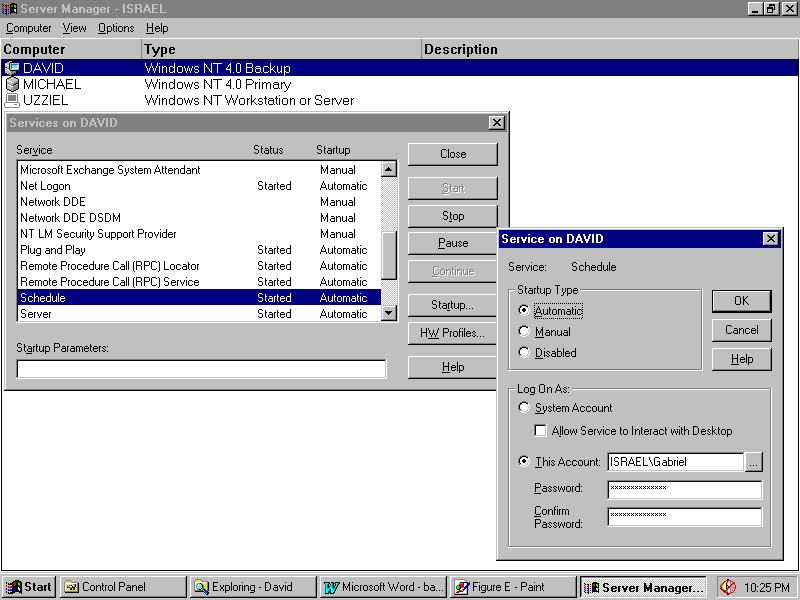 Server Manager - ISRAEL
Computer View Options Help
Computer Type Description
DAVID Windows NT 4.0 Backup
MICHAEL Windows NT 4.0 Primary
UZZIEL Windows NT Workstation or Server
Services on DAVID
Service Status Startup
Microsoft Exchange System Attendant Manual
Net Logon Started Automatic
Network DDE Manual
Network DDE DSDM Manual
NT LM Security Support Provider Manual
Plug and Play Started Automatic
Remote Procedure Call (RPC) Locator Started Automatic
Remote Procedure Call (RPC) Service Started Automatic
Schedule Started Automatic
Server Started Automatic
Startup Parameters:
Close
Start
Stop
Pause
Continue
Startup...
HW Profiles...
Help
Service on DAVID
Service: Schedule
Startup Type
Automatic
Manual
Disabled
OK
Cancel
Help
Log On As:
System Account
Allow Service to Interact with Desktop
This Account: ISRAEL\Gabriel ...
Password: **************
Confirm
Password: **************
Start Control Panel Exploring - David Microsoft Word - ba... Figure E - Paint Server Manager... 10:25 PM